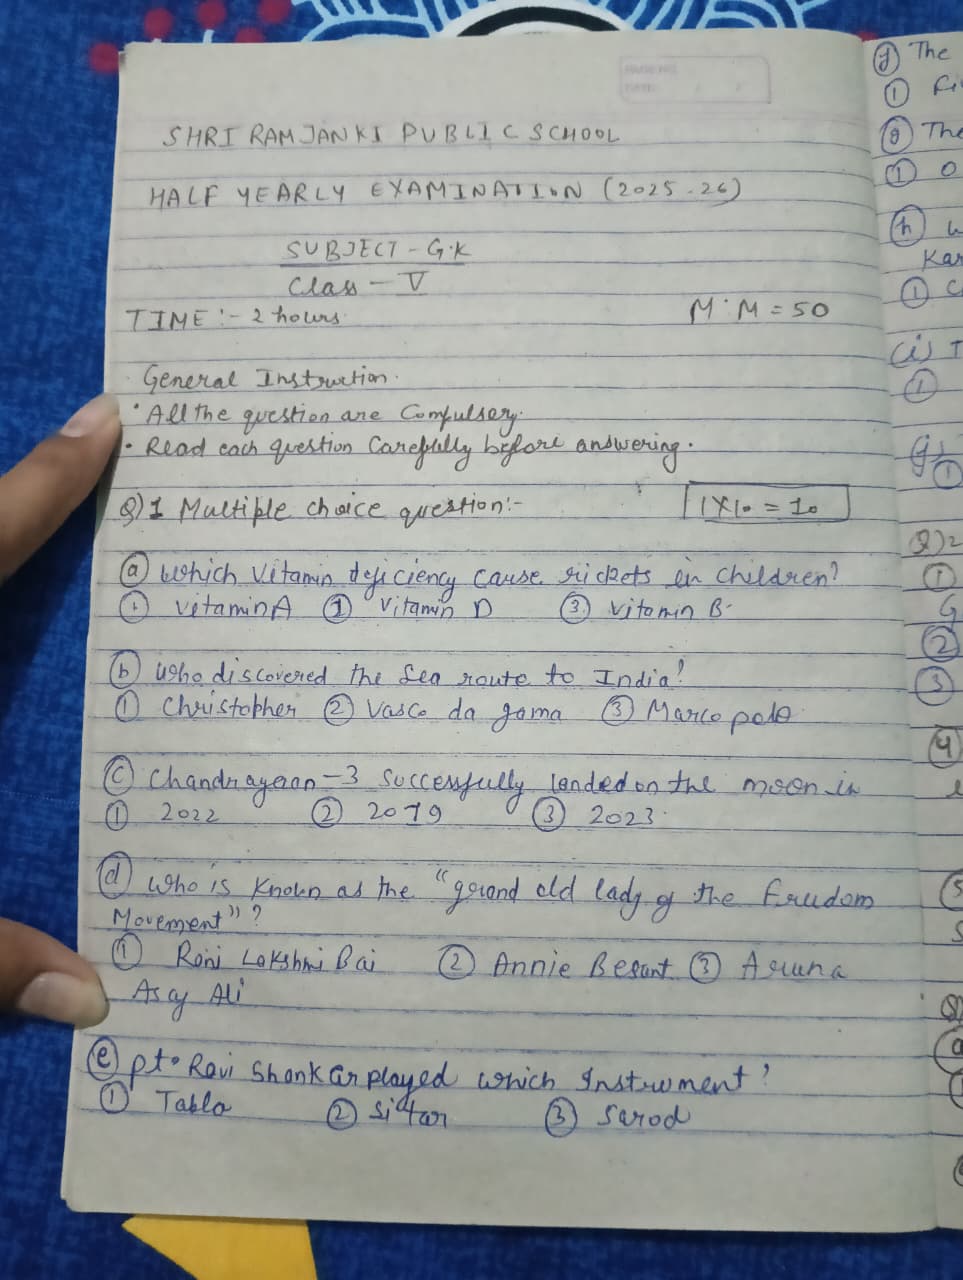 SHRI RAM JANKI PUBLIC SCHOOL
HALF YEARLY EXAMINATION (2025-26)
SUBJECT - G.K
Class - V
TIME :- 2 hours
M.M = 50
General Instruction.
• All the question are Compulsory.
• Read each question Carefully before answering.
Q) 1 Multiple choice question:-
1X10 = 10
(a) Which Vitamin deficiency cause rickets in children?
① vitamin A ② Vitamin D ③ vitamin B
(b) Who discovered the Sea route to India?
① Christopher ② Vasco da gama ③ Marco polo
(c) Chandrayaan-3 Successfully landed on the moon in
① 2022 ② 2019 ③ 2023
(d) Who is Known as the "grand old lady of the Freedom
Movement"?
① Rani Lakshmi Bai ② Annie Besant ③ Aruna
Asaf Ali
(e) pt. Ravi Shankar played which Instrument?
① Tabla ② Sitar ③ Sarod
(f) The
①
(g) The
① O
(h)
Kar
① C
(i) T
①
(j)
①
Q) 2
①
G
②
③
④
⑤
S
Q)
(a)